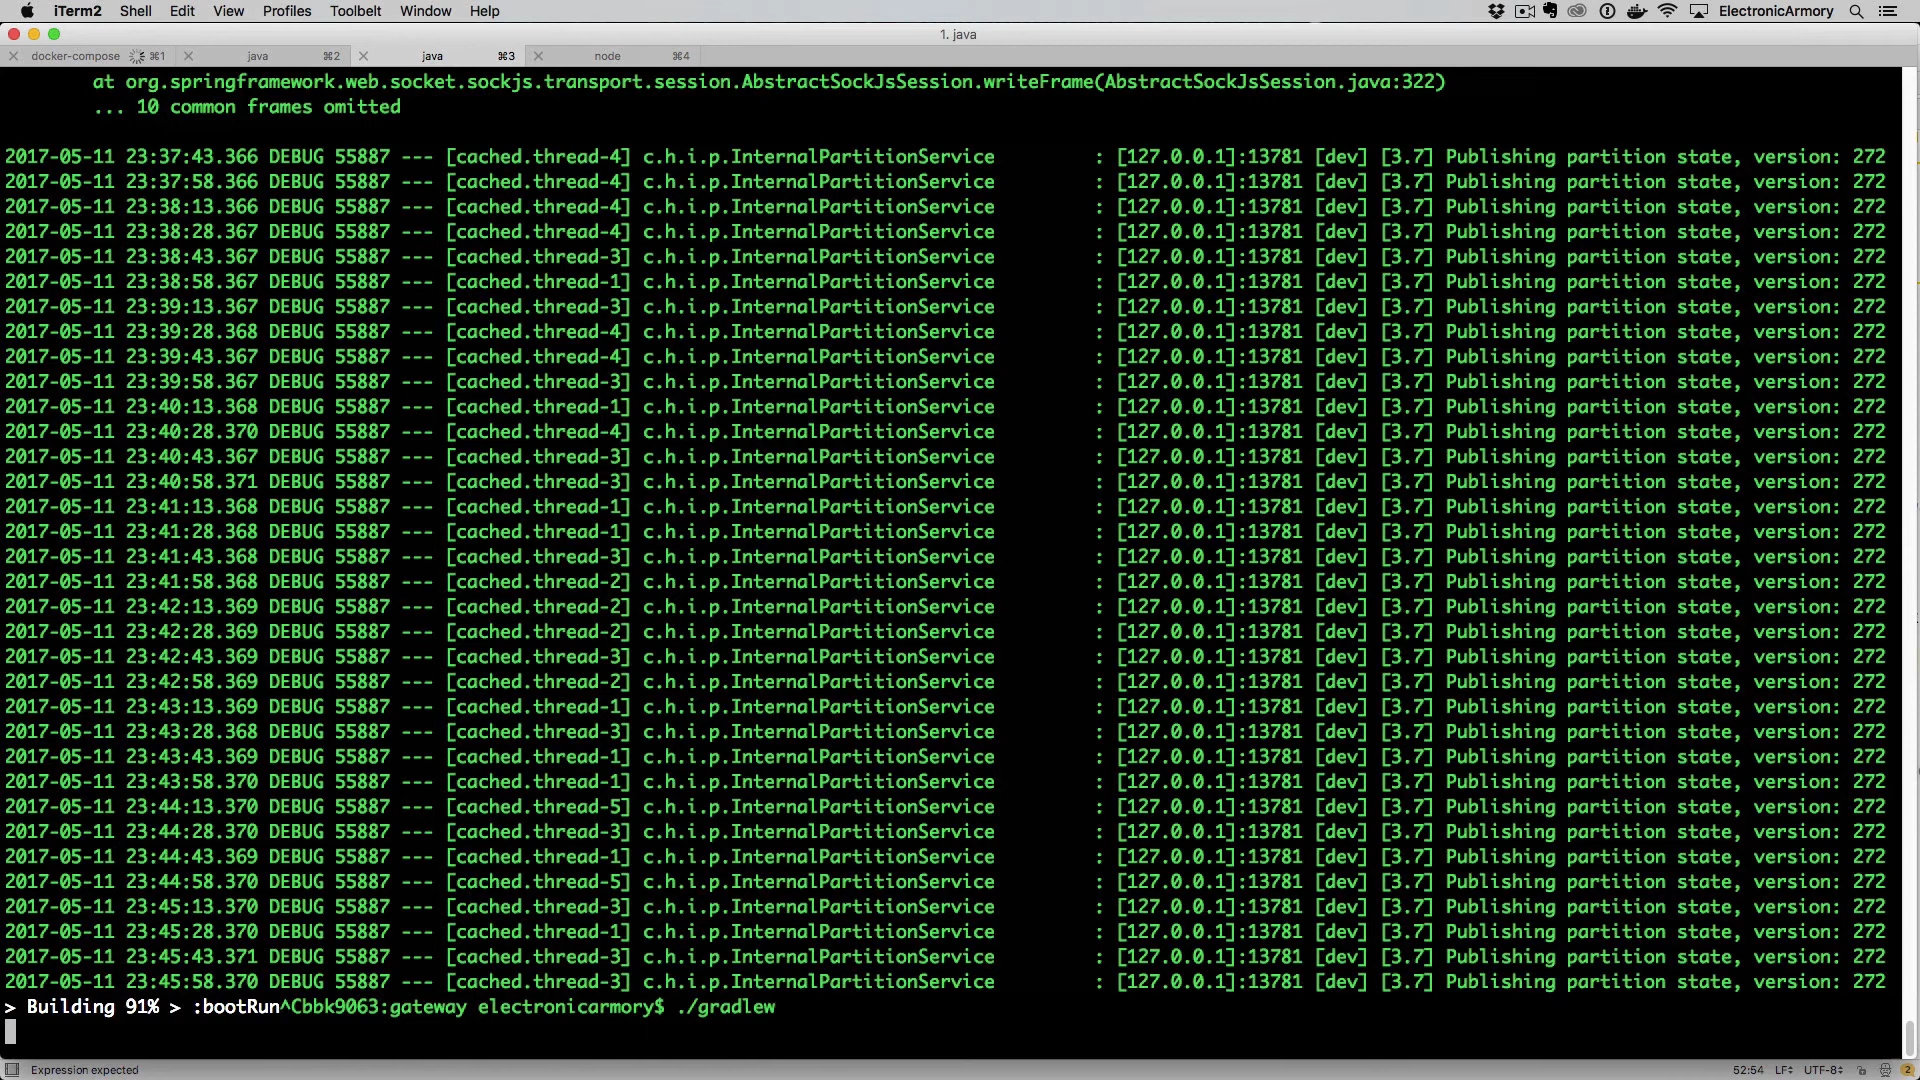 iTerm2 Shell Edit View Profiles Toolbelt Window Help ElectronicArmory
1. java
docker-compose ⌘1 java ⌘2 java ⌘3 node ⌘4
at org.springframework.web.socket.sockjs.transport.session.AbstractSockJsSession.writeFrame(AbstractSockJsSession.java:322)
... 10 common frames omitted
2017-05-11 23:37:43.366 DEBUG 55887 --- [cached.thread-4] c.h.i.p.InternalPartitionService : [127.0.0.1]:13781 [dev] [3.7] Publishing partition state, version: 272
2017-05-11 23:37:58.366 DEBUG 55887 --- [cached.thread-4] c.h.i.p.InternalPartitionService : [127.0.0.1]:13781 [dev] [3.7] Publishing partition state, version: 272
2017-05-11 23:38:13.366 DEBUG 55887 --- [cached.thread-4] c.h.i.p.InternalPartitionService : [127.0.0.1]:13781 [dev] [3.7] Publishing partition state, version: 272
2017-05-11 23:38:28.367 DEBUG 55887 --- [cached.thread-4] c.h.i.p.InternalPartitionService : [127.0.0.1]:13781 [dev] [3.7] Publishing partition state, version: 272
2017-05-11 23:38:43.367 DEBUG 55887 --- [cached.thread-3] c.h.i.p.InternalPartitionService : [127.0.0.1]:13781 [dev] [3.7] Publishing partition state, version: 272
2017-05-11 23:38:58.367 DEBUG 55887 --- [cached.thread-1] c.h.i.p.InternalPartitionService : [127.0.0.1]:13781 [dev] [3.7] Publishing partition state, version: 272
2017-05-11 23:39:13.367 DEBUG 55887 --- [cached.thread-3] c.h.i.p.InternalPartitionService : [127.0.0.1]:13781 [dev] [3.7] Publishing partition state, version: 272
2017-05-11 23:39:28.368 DEBUG 55887 --- [cached.thread-4] c.h.i.p.InternalPartitionService : [127.0.0.1]:13781 [dev] [3.7] Publishing partition state, version: 272
2017-05-11 23:39:43.367 DEBUG 55887 --- [cached.thread-4] c.h.i.p.InternalPartitionService : [127.0.0.1]:13781 [dev] [3.7] Publishing partition state, version: 272
2017-05-11 23:39:58.367 DEBUG 55887 --- [cached.thread-3] c.h.i.p.InternalPartitionService : [127.0.0.1]:13781 [dev] [3.7] Publishing partition state, version: 272
2017-05-11 23:40:13.368 DEBUG 55887 --- [cached.thread-1] c.h.i.p.InternalPartitionService : [127.0.0.1]:13781 [dev] [3.7] Publishing partition state, version: 272
2017-05-11 23:40:28.370 DEBUG 55887 --- [cached.thread-4] c.h.i.p.InternalPartitionService : [127.0.0.1]:13781 [dev] [3.7] Publishing partition state, version: 272
2017-05-11 23:40:43.367 DEBUG 55887 --- [cached.thread-3] c.h.i.p.InternalPartitionService : [127.0.0.1]:13781 [dev] [3.7] Publishing partition state, version: 272
2017-05-11 23:40:58.371 DEBUG 55887 --- [cached.thread-3] c.h.i.p.InternalPartitionService : [127.0.0.1]:13781 [dev] [3.7] Publishing partition state, version: 272
2017-05-11 23:41:13.368 DEBUG 55887 --- [cached.thread-1] c.h.i.p.InternalPartitionService : [127.0.0.1]:13781 [dev] [3.7] Publishing partition state, version: 272
2017-05-11 23:41:28.368 DEBUG 55887 --- [cached.thread-1] c.h.i.p.InternalPartitionService : [127.0.0.1]:13781 [dev] [3.7] Publishing partition state, version: 272
2017-05-11 23:41:43.368 DEBUG 55887 --- [cached.thread-3] c.h.i.p.InternalPartitionService : [127.0.0.1]:13781 [dev] [3.7] Publishing partition state, version: 272
2017-05-11 23:41:58.368 DEBUG 55887 --- [cached.thread-2] c.h.i.p.InternalPartitionService : [127.0.0.1]:13781 [dev] [3.7] Publishing partition state, version: 272
2017-05-11 23:42:13.369 DEBUG 55887 --- [cached.thread-2] c.h.i.p.InternalPartitionService : [127.0.0.1]:13781 [dev] [3.7] Publishing partition state, version: 272
2017-05-11 23:42:28.369 DEBUG 55887 --- [cached.thread-2] c.h.i.p.InternalPartitionService : [127.0.0.1]:13781 [dev] [3.7] Publishing partition state, version: 272
2017-05-11 23:42:43.369 DEBUG 55887 --- [cached.thread-3] c.h.i.p.InternalPartitionService : [127.0.0.1]:13781 [dev] [3.7] Publishing partition state, version: 272
2017-05-11 23:42:58.369 DEBUG 55887 --- [cached.thread-2] c.h.i.p.InternalPartitionService : [127.0.0.1]:13781 [dev] [3.7] Publishing partition state, version: 272
2017-05-11 23:43:13.369 DEBUG 55887 --- [cached.thread-1] c.h.i.p.InternalPartitionService : [127.0.0.1]:13781 [dev] [3.7] Publishing partition state, version: 272
2017-05-11 23:43:28.368 DEBUG 55887 --- [cached.thread-3] c.h.i.p.InternalPartitionService : [127.0.0.1]:13781 [dev] [3.7] Publishing partition state, version: 272
2017-05-11 23:43:43.369 DEBUG 55887 --- [cached.thread-1] c.h.i.p.InternalPartitionService : [127.0.0.1]:13781 [dev] [3.7] Publishing partition state, version: 272
2017-05-11 23:43:58.370 DEBUG 55887 --- [cached.thread-1] c.h.i.p.InternalPartitionService : [127.0.0.1]:13781 [dev] [3.7] Publishing partition state, version: 272
2017-05-11 23:44:13.370 DEBUG 55887 --- [cached.thread-5] c.h.i.p.InternalPartitionService : [127.0.0.1]:13781 [dev] [3.7] Publishing partition state, version: 272
2017-05-11 23:44:28.370 DEBUG 55887 --- [cached.thread-3] c.h.i.p.InternalPartitionService : [127.0.0.1]:13781 [dev] [3.7] Publishing partition state, version: 272
2017-05-11 23:44:43.369 DEBUG 55887 --- [cached.thread-1] c.h.i.p.InternalPartitionService : [127.0.0.1]:13781 [dev] [3.7] Publishing partition state, version: 272
2017-05-11 23:44:58.370 DEBUG 55887 --- [cached.thread-5] c.h.i.p.InternalPartitionService : [127.0.0.1]:13781 [dev] [3.7] Publishing partition state, version: 272
2017-05-11 23:45:13.370 DEBUG 55887 --- [cached.thread-3] c.h.i.p.InternalPartitionService : [127.0.0.1]:13781 [dev] [3.7] Publishing partition state, version: 272
2017-05-11 23:45:28.370 DEBUG 55887 --- [cached.thread-1] c.h.i.p.InternalPartitionService : [127.0.0.1]:13781 [dev] [3.7] Publishing partition state, version: 272
2017-05-11 23:45:43.371 DEBUG 55887 --- [cached.thread-3] c.h.i.p.InternalPartitionService : [127.0.0.1]:13781 [dev] [3.7] Publishing partition state, version: 272
2017-05-11 23:45:58.370 DEBUG 55887 --- [cached.thread-3] c.h.i.p.InternalPartitionService : [127.0.0.1]:13781 [dev] [3.7] Publishing partition state, version: 272
> Building 91% > :bootRun^Cbbk9063:gateway electronicarmory$ ./gradlew
Expression expected 52:54 LF UTF-8 2